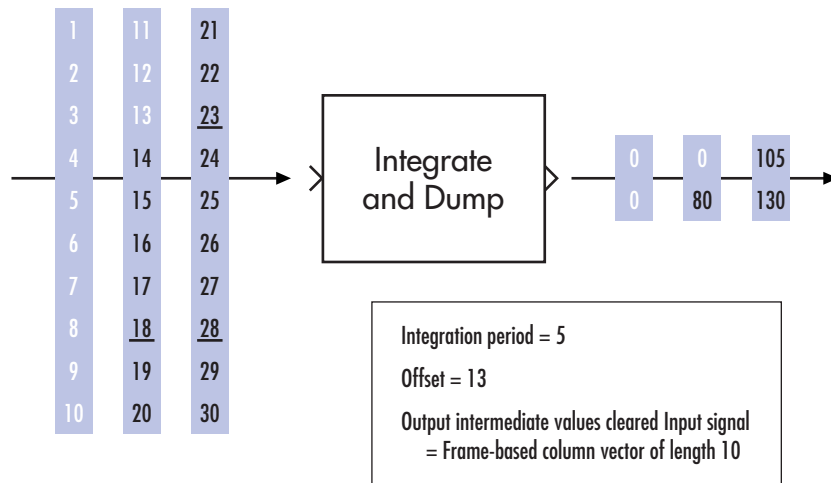 1 11 21
2 12 22
3 13 23
4 14 24
5 15 25
6 16 26
7 17 27
8 18 28
9 19 29
10 20 30
Integrate
and Dump
0 0 105
0 80 130
Integration period = 5
Offset = 13
Output intermediate values cleared Input signal
= Frame-based column vector of length 10